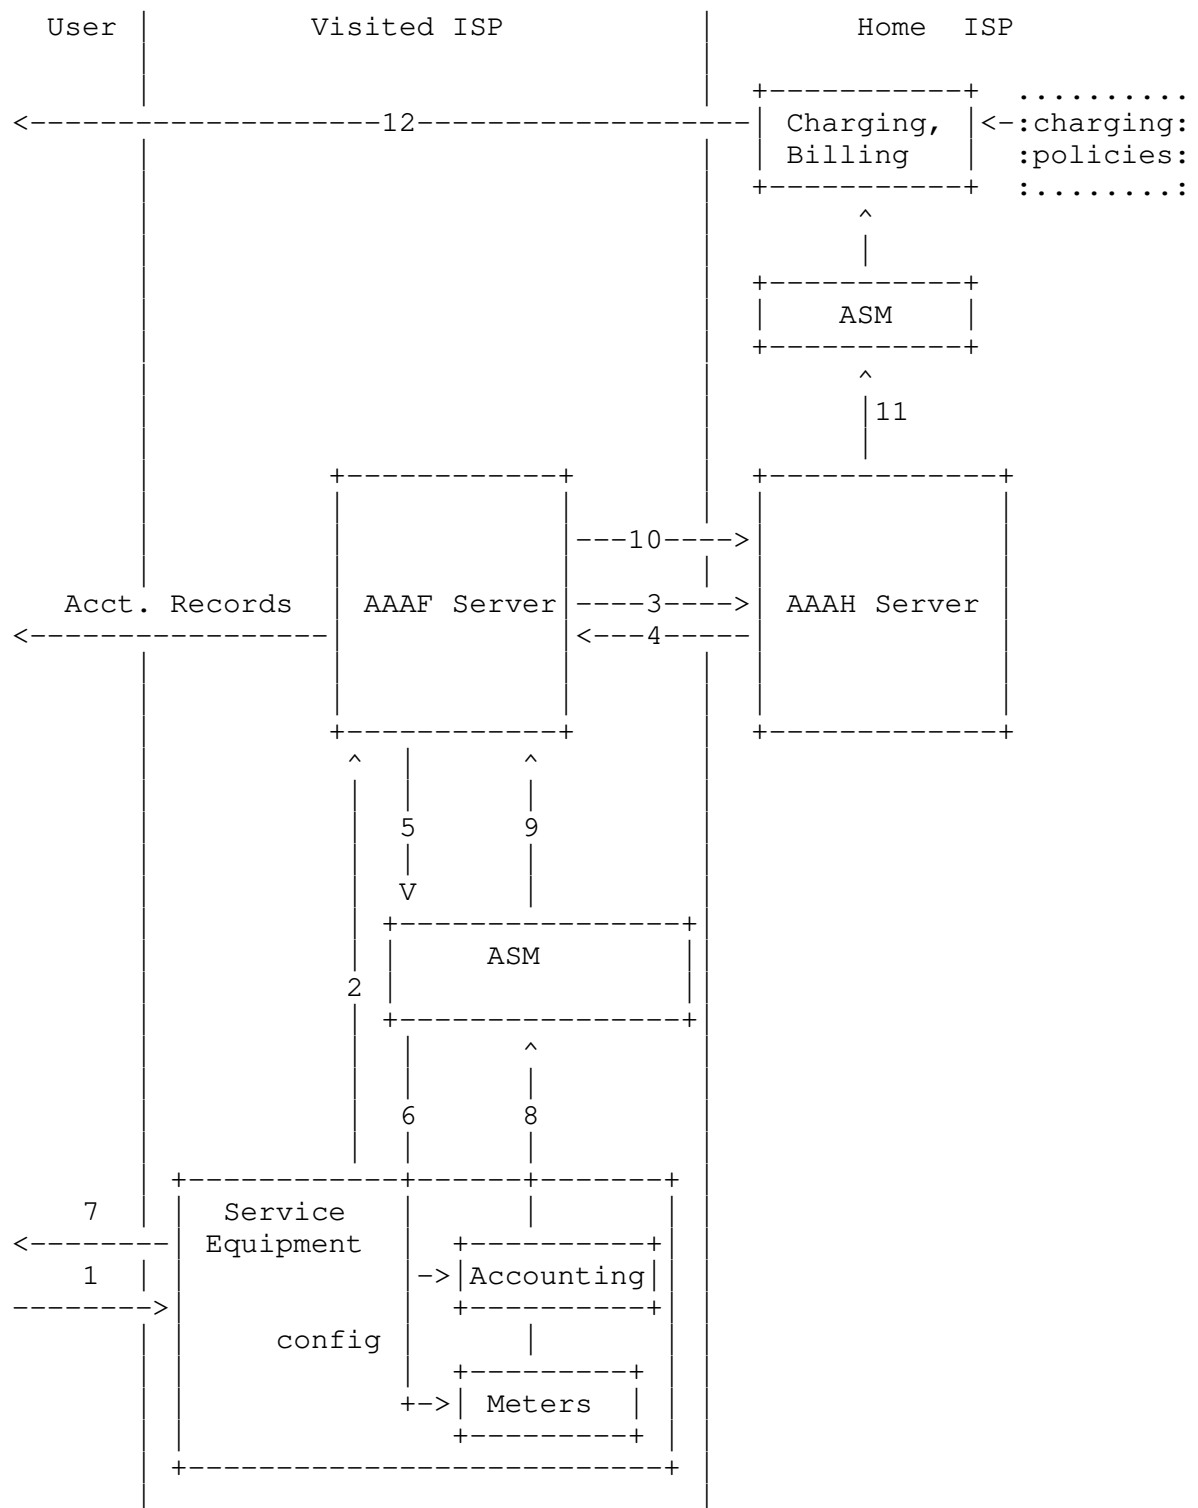 User Visited ISP Home ISP
12 Charging, charging
Billing policies
ASM
11
10
Acct. Records AAAF Server 3 AAAH Server
4
5 9
V
ASM
2
6 8
7 Service
Equipment
1 Accounting
config
Meters